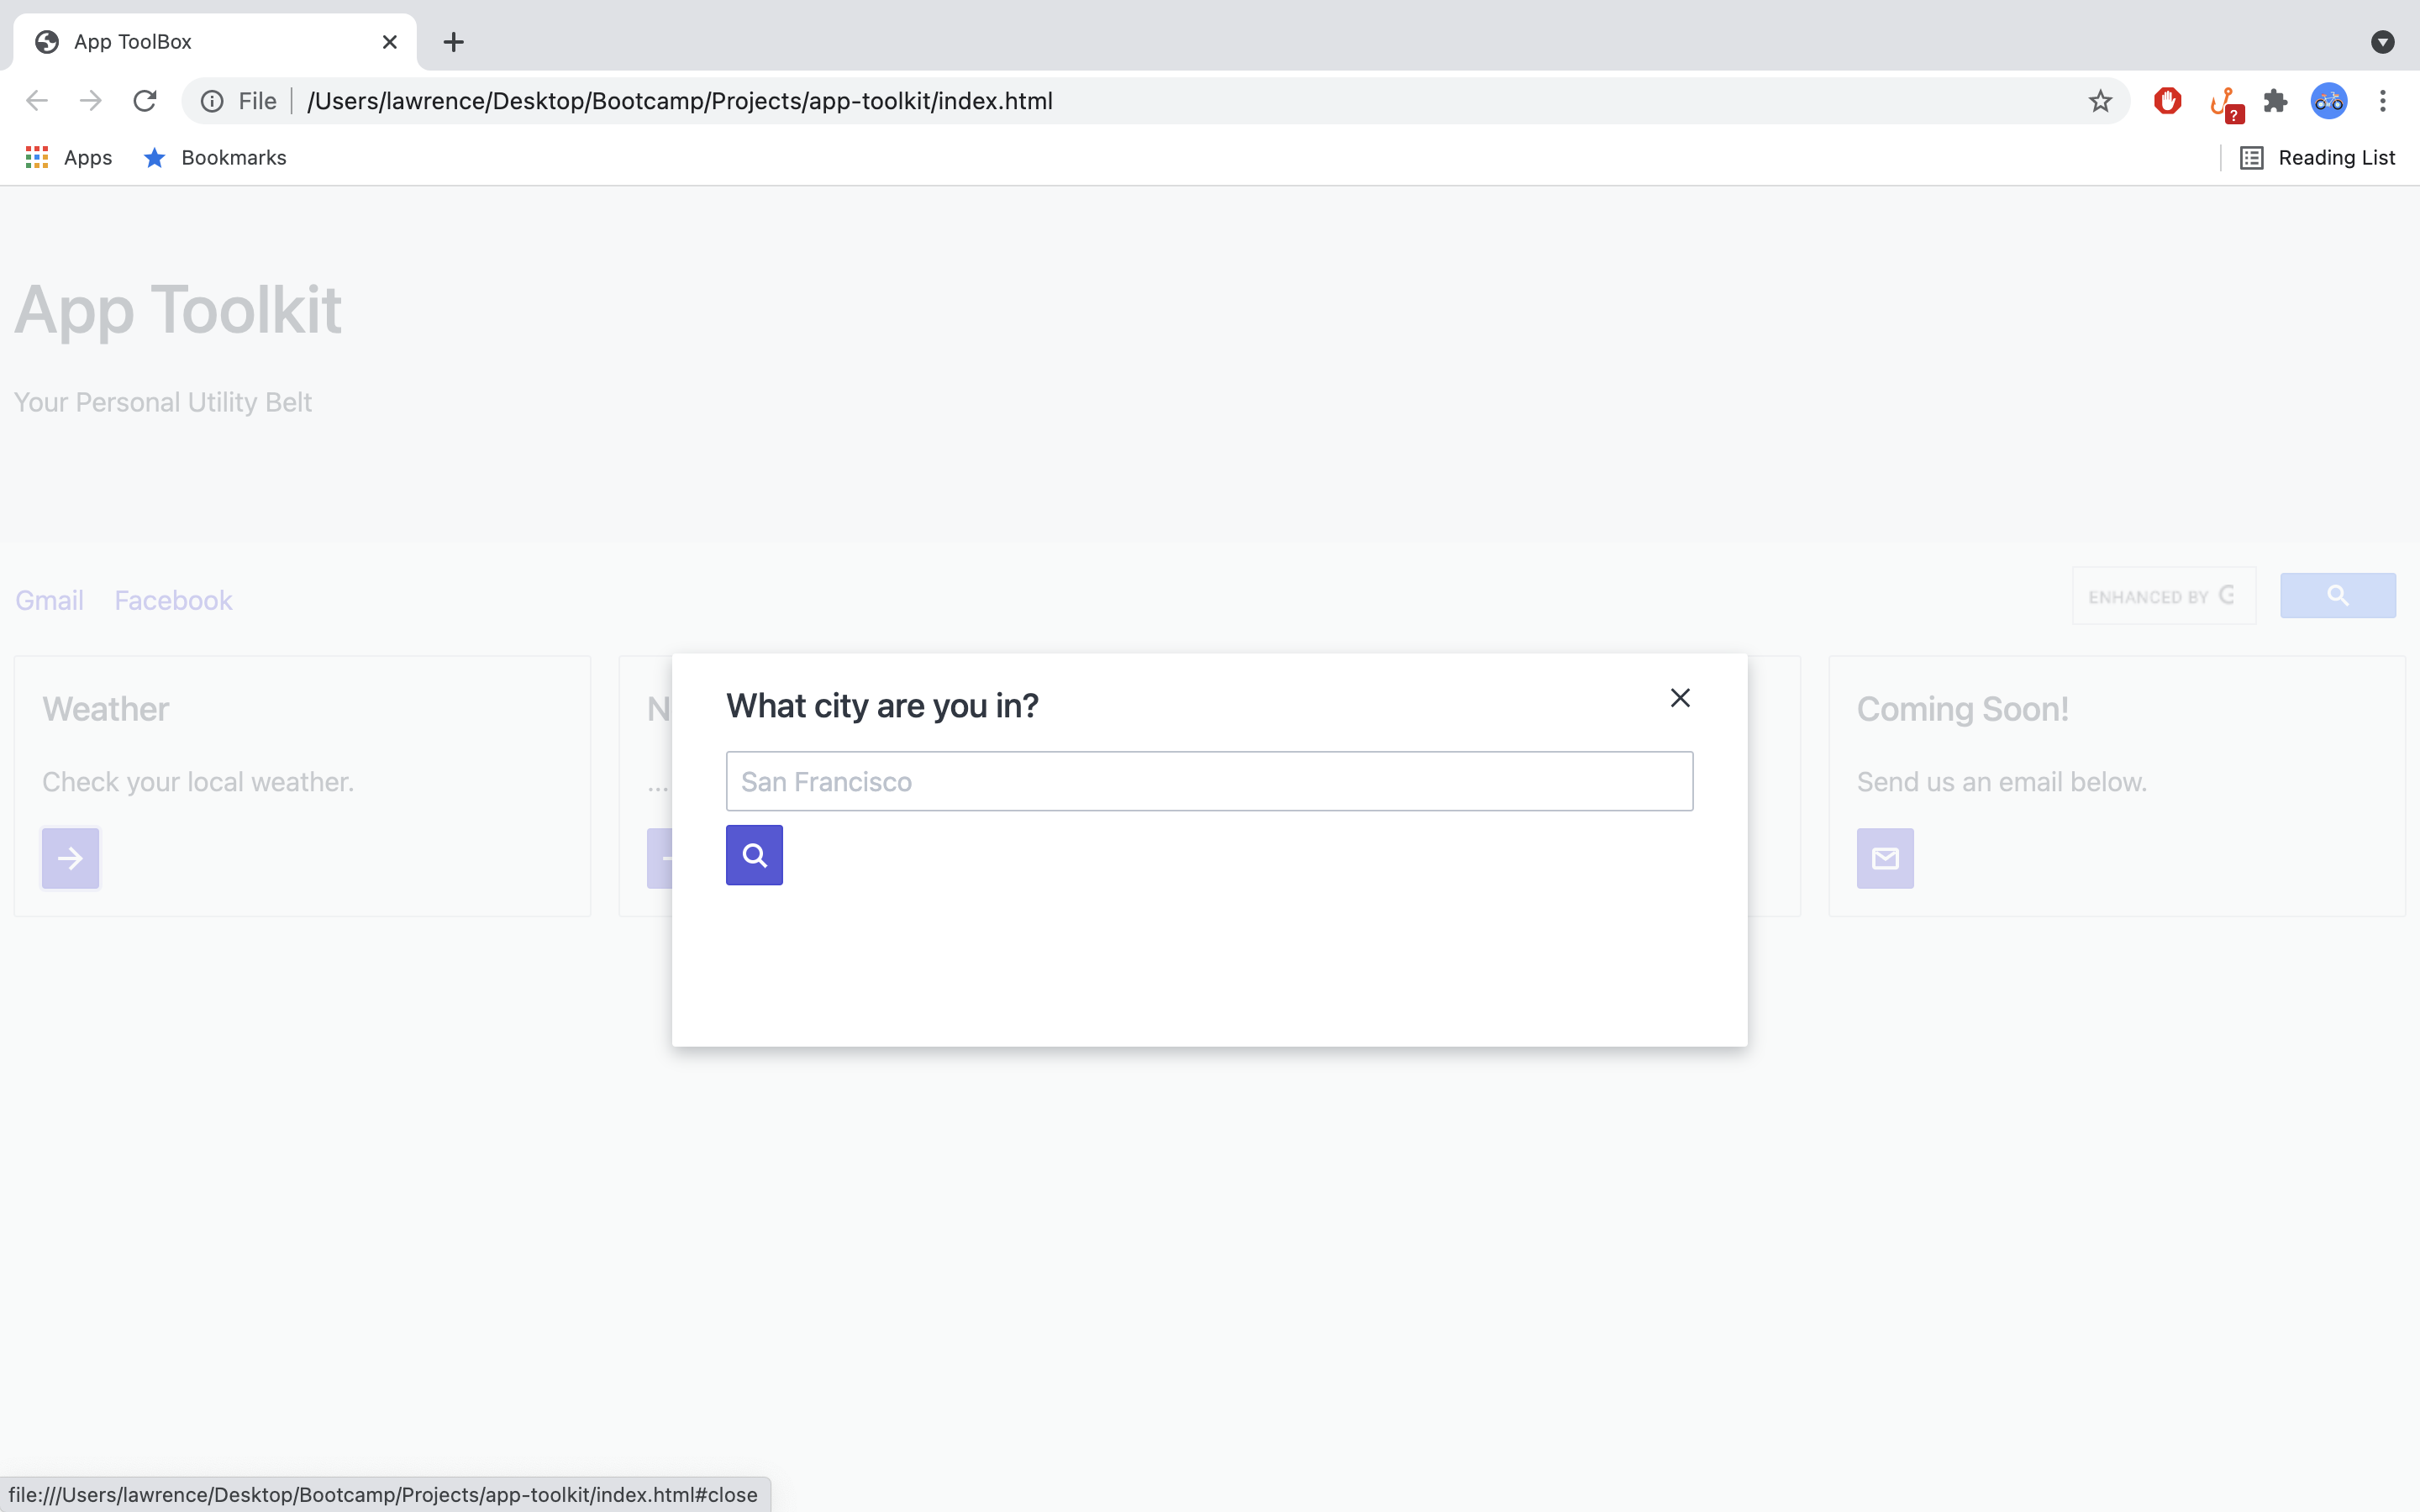 App ToolBox
File
/Users/lawrence/Desktop/Bootcamp/Projects/app-toolkit/index.html
?
Apps
Bookmarks
Reading List
App Toolkit
Your Personal Utility Belt
Gmail
Facebook
ENHANCED BY G
Weather
Check your local weather.
N
...
What city are you in?
San Francisco
Coming Soon!
Send us an email below.
file:///Users/lawrence/Desktop/Bootcamp/Projects/app-toolkit/index.html#close